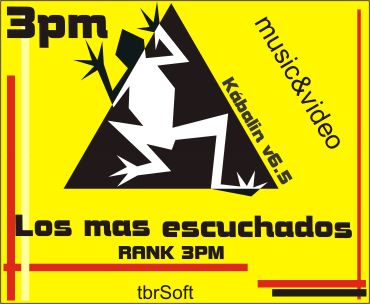 3pm
music&video
Kábalin v6.5
Los mas escuchados
RANK 3PM
tbrSoft